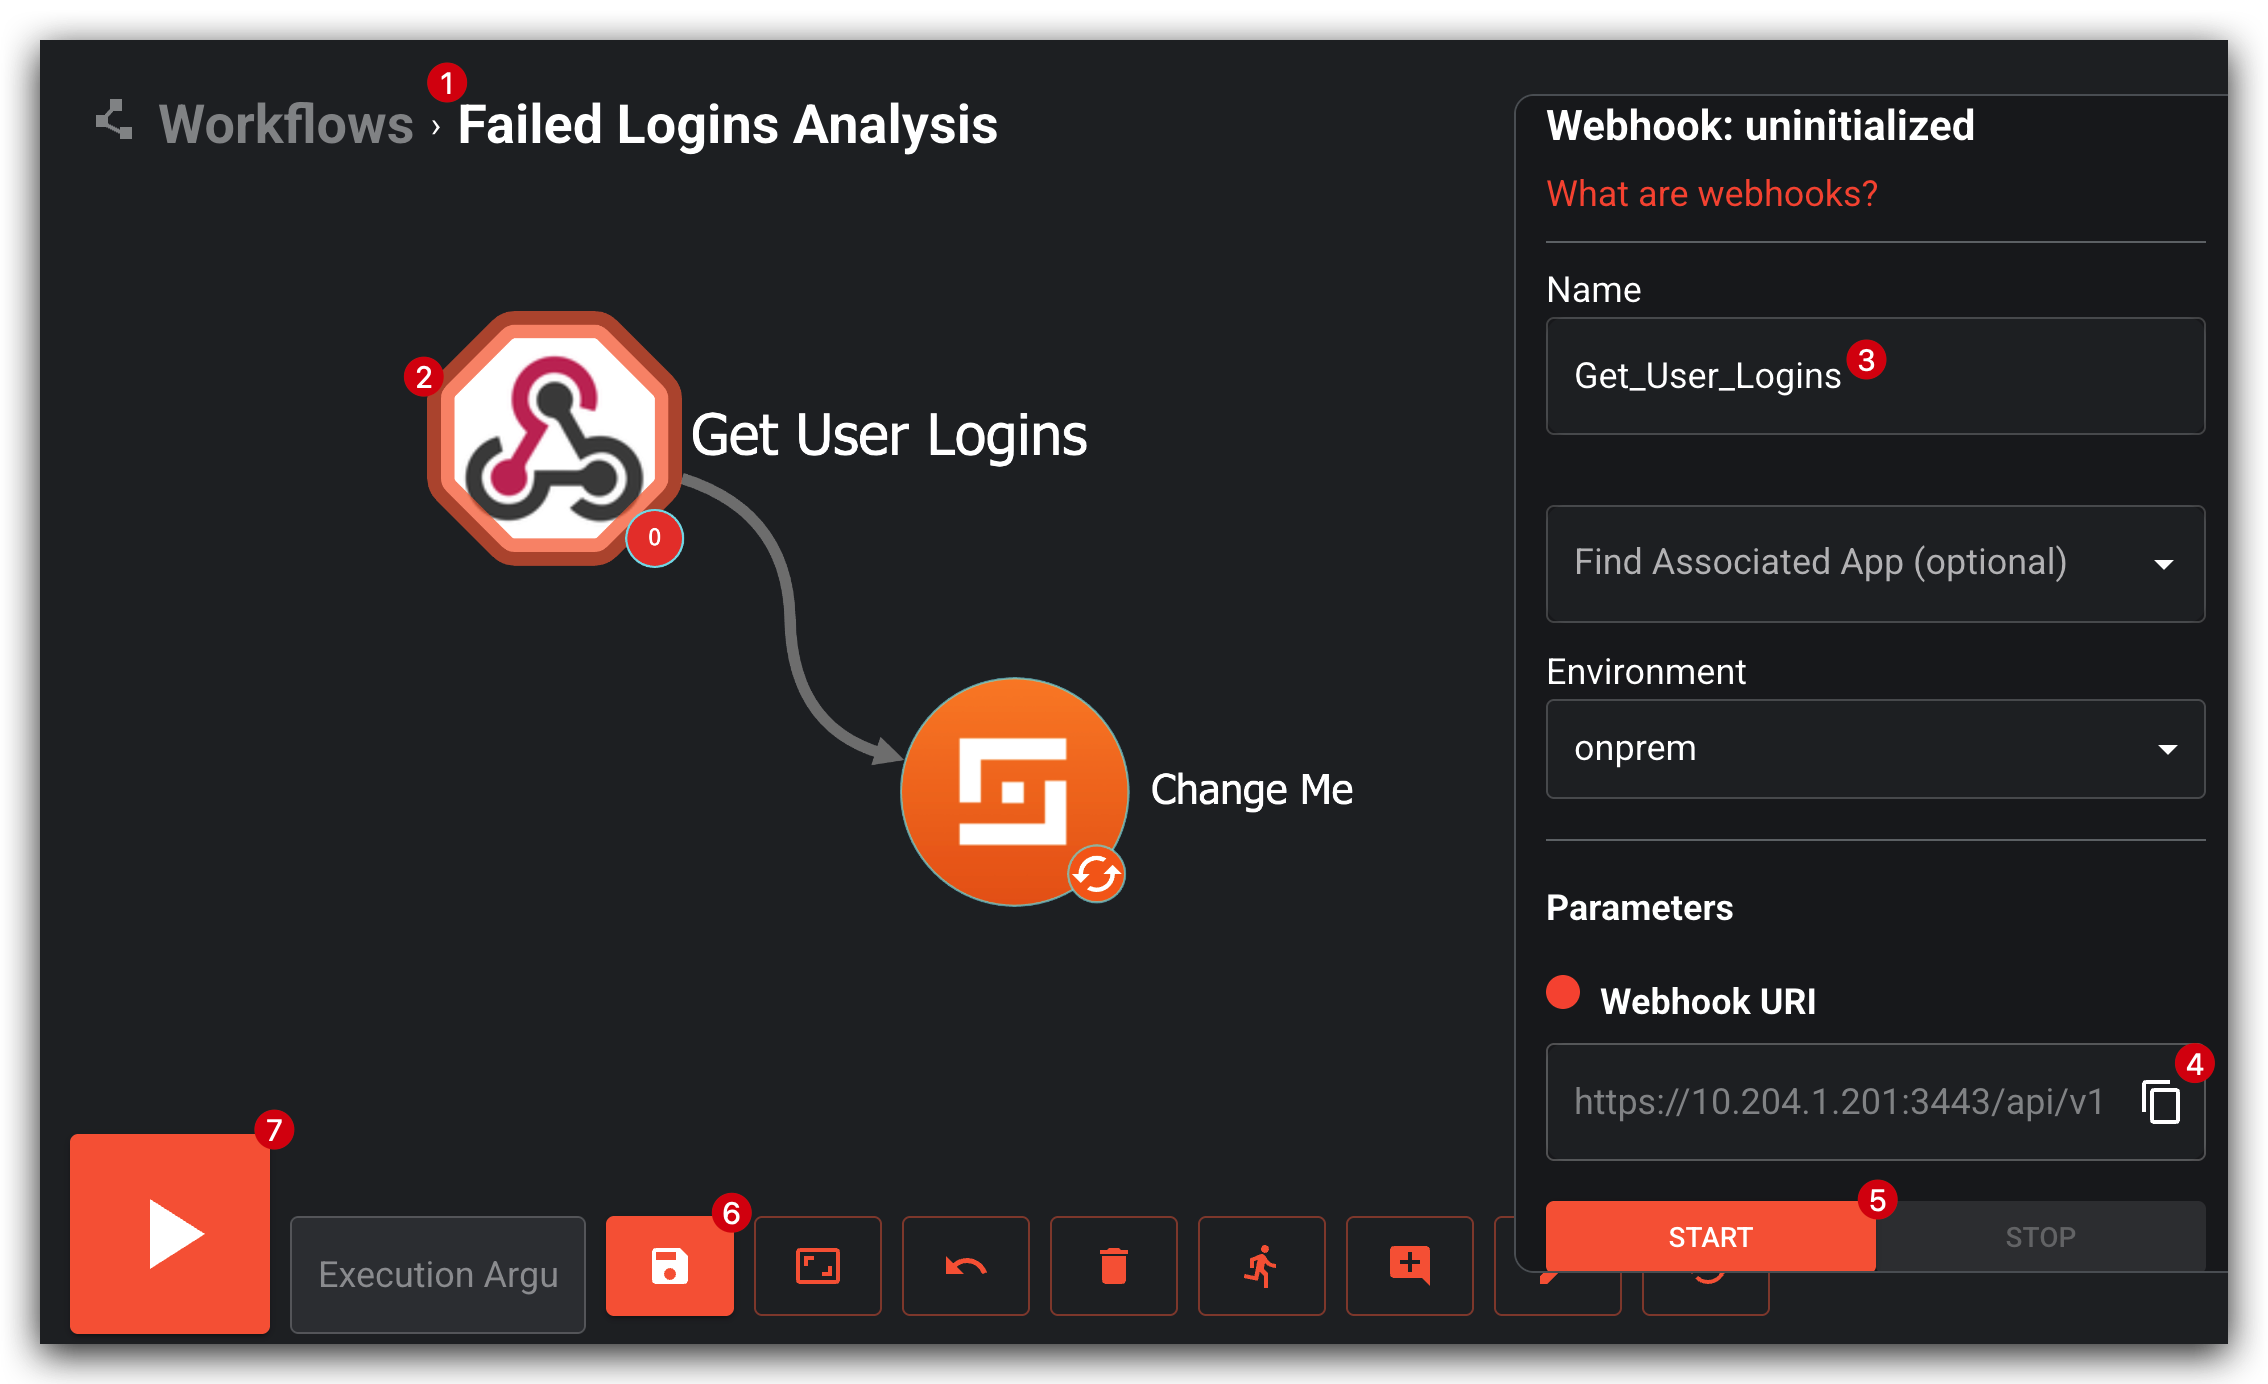 1
Workflows › Failed Logins Analysis
2
Get User Logins
0
Change Me
Webhook: uninitialized
What are webhooks?
Name
Get_User_Logins 3
Find Associated App (optional)
Environment
onprem
Parameters
Webhook URI
4
https://10.204.1.201:3443/api/v1
5
START STOP
7
6
Execution Argu